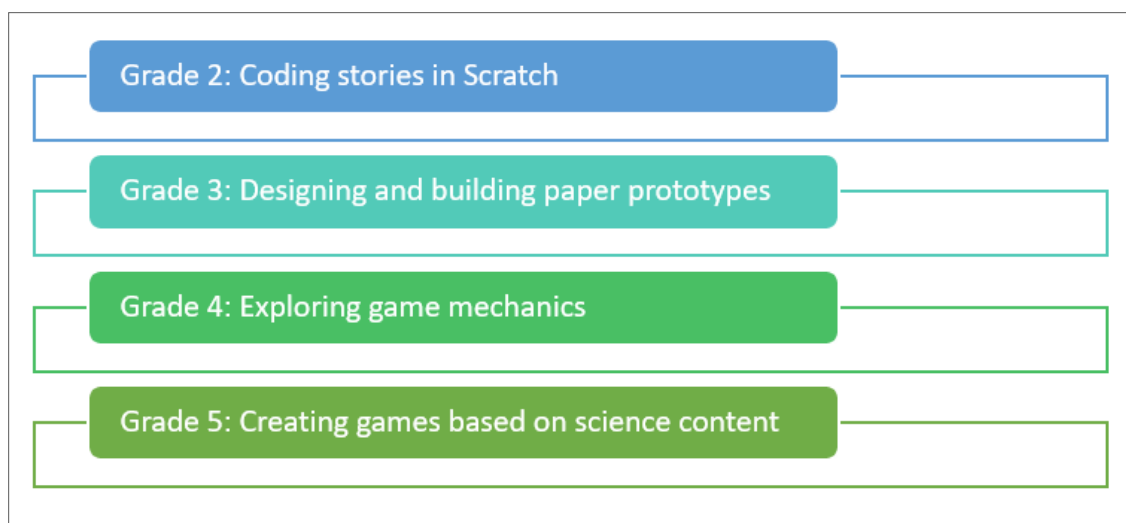 Grade 2: Coding stories in Scratch
Grade 3: Designing and building paper prototypes
Grade 4: Exploring game mechanics
Grade 5: Creating games based on science content